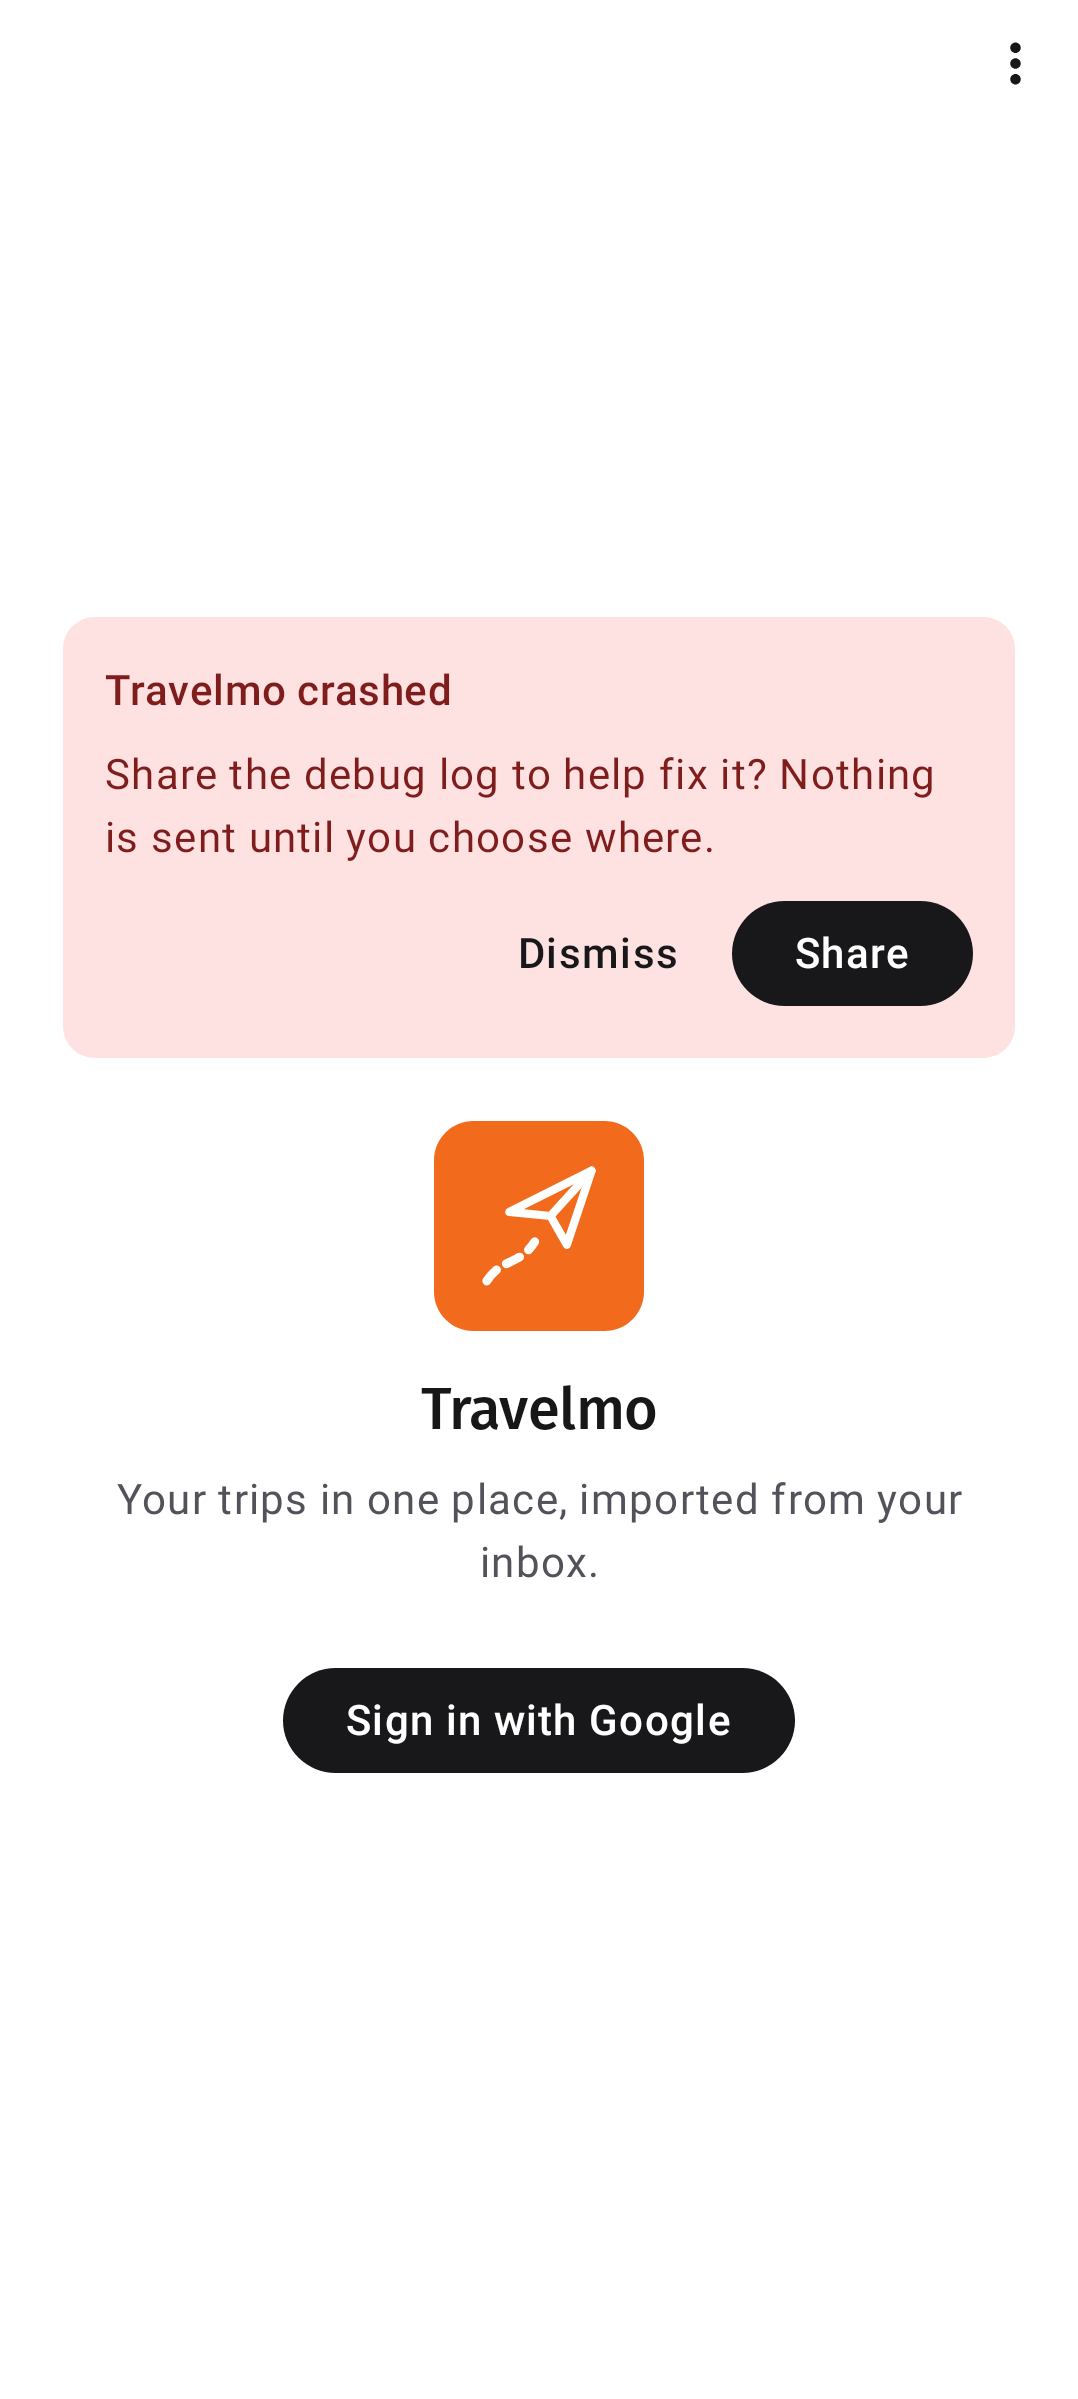 Travelmo crashed
Share the debug log to help fix it? Nothing
is sent until you choose where.
Dismiss
Share
Travelmo
Your trips in one place, imported from your
inbox.
Sign in with Google